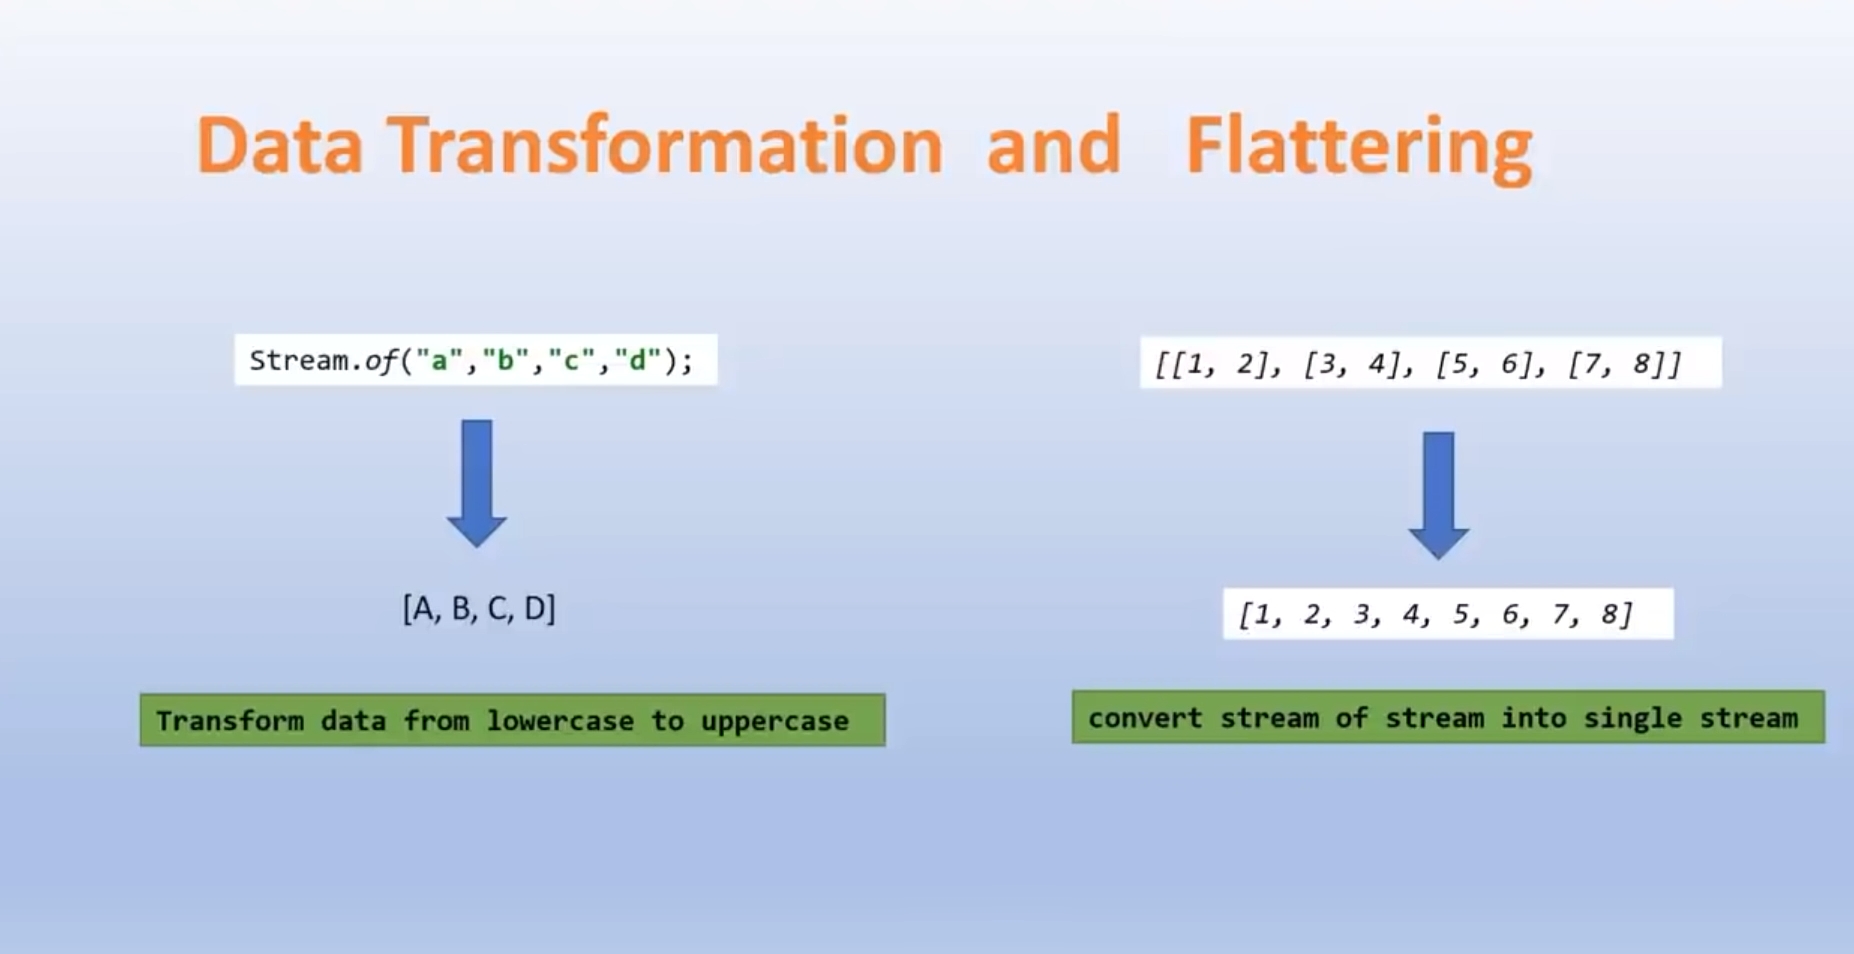 Data Transformation and Flattering
Stream.of("a","b","c","d");
[A, B, C, D]
Transform data from lowercase to uppercase
[[1, 2], [3, 4], [5, 6], [7, 8]]
[1, 2, 3, 4, 5, 6, 7, 8]
convert stream of stream into single stream